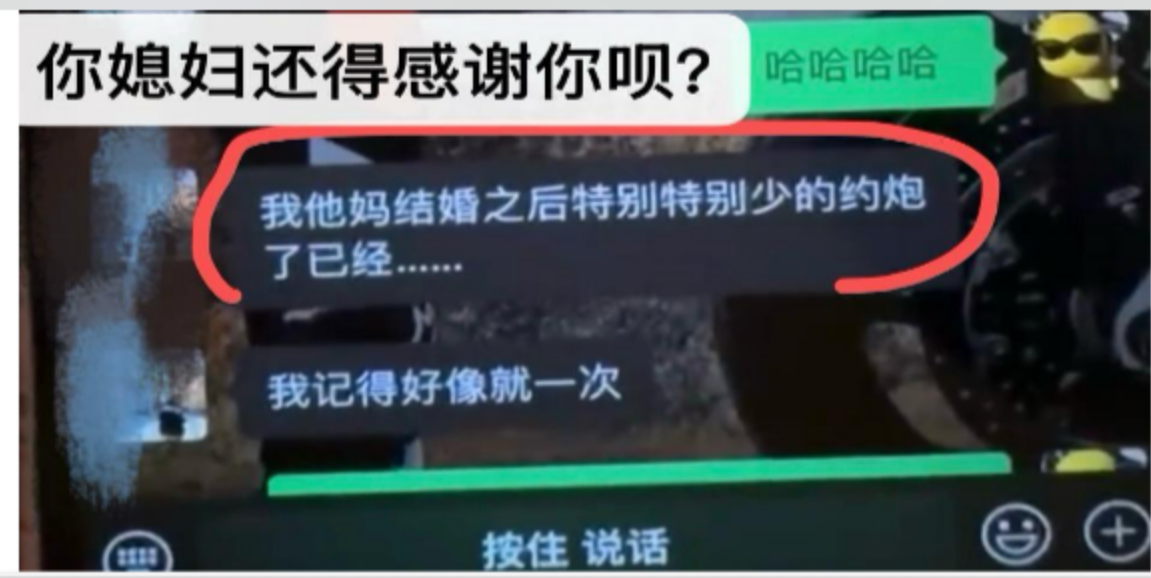 你媳妇还得感谢你呗?
哈哈哈哈
我他妈结婚之后特别特别少的约炮
了已经......
我记得好像就一次
按住 说话